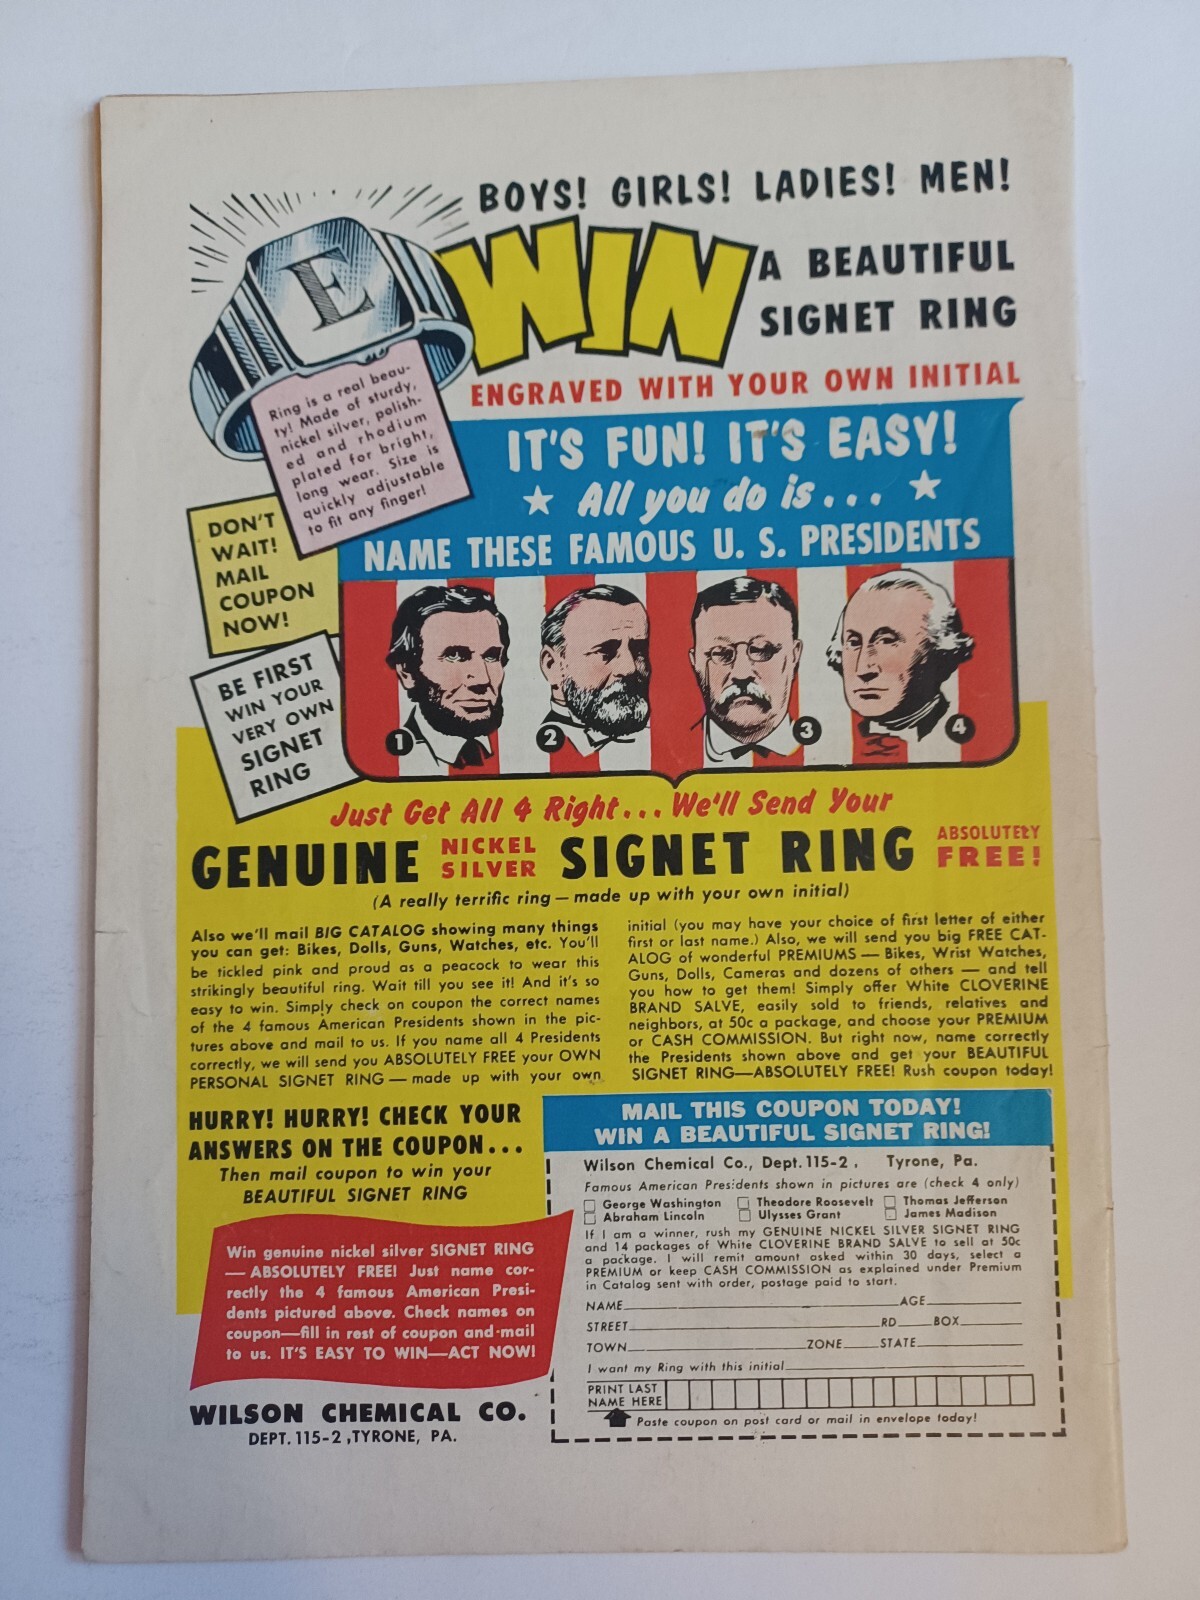 BOYS! GIRLS! LADIES! MEN!
WIN
A BEAUTIFUL
SIGNET RING
ENGRAVED WITH YOUR OWN INITIAL
E
Ring is a real beau-
ty! Made of sturdy,
nickel silver, polish-
ed and rhodium
plated for bright,
long wear. Size is
quickly adjustable
to fit any finger!
IT'S FUN! IT'S EASY!
All you do is...
NAME THESE FAMOUS U. S. PRESIDENTS
DON'T
WAIT!
MAIL
COUPON
NOW!
BE FIRST
WIN YOUR
VERY OWN
SIGNET
RING
1
2
3
4
Just Get All 4 Right... We'll Send Your
GENUINE NICKEL SILVER SIGNET RING ABSOLUTELY FREE!
(A really terrific ring — made up with your own initial)
Also we'll mail BIG CATALOG showing many things
you can get: Bikes, Dolls, Guns, Watches, etc. You'll
be tickled pink and proud as a peacock to wear this
strikingly beautiful ring. Wait till you see it! And it's so
easy to win. Simply check on coupon the correct names
of the 4 famous American Presidents shown in the pic-
tures above and mail to us. If you name all 4 Presidents
correctly, we will send you ABSOLUTELY FREE your OWN
PERSONAL SIGNET RING — made up with your own
initial (you may have your choice of first letter of either
first or last name.) Also, we will send you big FREE CAT-
ALOG of wonderful PREMIUMS — Bikes, Wrist Watches,
Guns, Dolls, Cameras and dozens of others — and tell
you how to get them! Simply offer White CLOVERINE
BRAND SALVE, easily sold to friends, relatives and
neighbors, at 50c a package, and choose your PREMIUM
or CASH COMMISSION. But right now, name correctly
the Presidents shown above and get your BEAUTIFUL
SIGNET RING—ABSOLUTELY FREE! Rush coupon today!
HURRY! HURRY! CHECK YOUR
ANSWERS ON THE COUPON...
Then mail coupon to win your
BEAUTIFUL SIGNET RING
Win genuine nickel silver SIGNET RING
— ABSOLUTELY FREE! Just name cor-
rectly the 4 famous American Presi-
dents pictured above. Check names on
coupon—fill in rest of coupon and mail
to us. IT'S EASY TO WIN—ACT NOW!
WILSON CHEMICAL CO.
DEPT. 115-2, TYRONE, PA.
MAIL THIS COUPON TODAY!
WIN A BEAUTIFUL SIGNET RING!
Wilson Chemical Co., Dept. 115-2, Tyrone, Pa.
Famous American Presidents shown in pictures are (check 4 only)
George Washington Theodore Roosevelt Thomas Jefferson
Abraham Lincoln Ulysses Grant James Madison
If I am a winner, rush my GENUINE NICKEL SILVER SIGNET RING
and 14 packages of White CLOVERINE BRAND SALVE to sell at 50c
a package. I will remit amount asked within 30 days, select a
PREMIUM or keep CASH COMMISSION as explained under Premium
in Catalog sent with order, postage paid to start.
NAME AGE
STREET RD BOX
TOWN ZONE STATE
I want my Ring with this initial
PRINT LAST
NAME HERE
Paste coupon on post card or mail in envelope today!